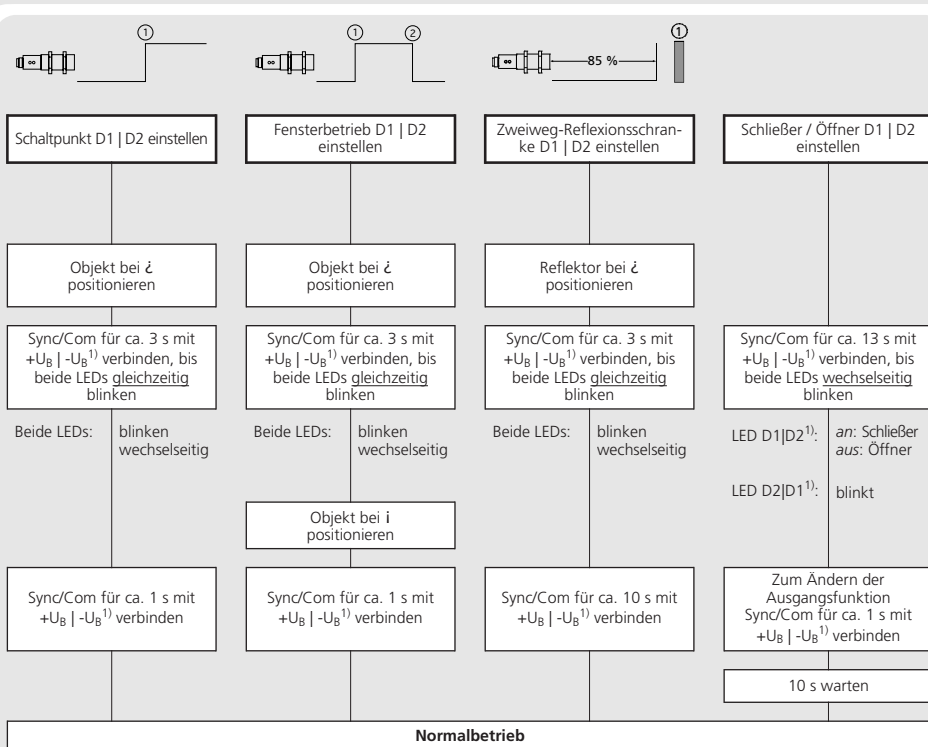 ①
① ②
85 %
①
Schaltpunkt D1 | D2 einstellen
Objekt bei ¿
positionieren
Sync/Com für ca. 3 s mit
+UB | -UB1) verbinden, bis
beide LEDs gleichzeitig
blinken
Beide LEDs: blinken
wechselseitig
Sync/Com für ca. 1 s mit
+UB | -UB1) verbinden
Fensterbetrieb D1 | D2
einstellen
Objekt bei ¿
positionieren
Sync/Com für ca. 3 s mit
+UB | -UB1) verbinden, bis
beide LEDs gleichzeitig
blinken
Beide LEDs: blinken
wechselseitig
Objekt bei ¡
positionieren
Sync/Com für ca. 1 s mit
+UB | -UB1) verbinden
Zweiweg-Reflexionsschran-
ke D1 | D2 einstellen
Reflektor bei ¿
positionieren
Sync/Com für ca. 3 s mit
+UB | -UB1) verbinden, bis
beide LEDs gleichzeitig
blinken
Beide LEDs: blinken
wechselseitig
Sync/Com für ca. 10 s mit
+UB | -UB1) verbinden
Schließer / Öffner D1 | D2
einstellen
Sync/Com für ca. 13 s mit
+UB | -UB1) verbinden, bis
beide LEDs wechselseitig
blinken
LED D1|D21): an: Schließer
aus: Öffner
LED D2|D11): blinkt
Zum Ändern der
Ausgangsfunktion
Sync/Com für ca. 1 s mit
+UB | -UB1) verbinden
10 s warten
Normalbetrieb